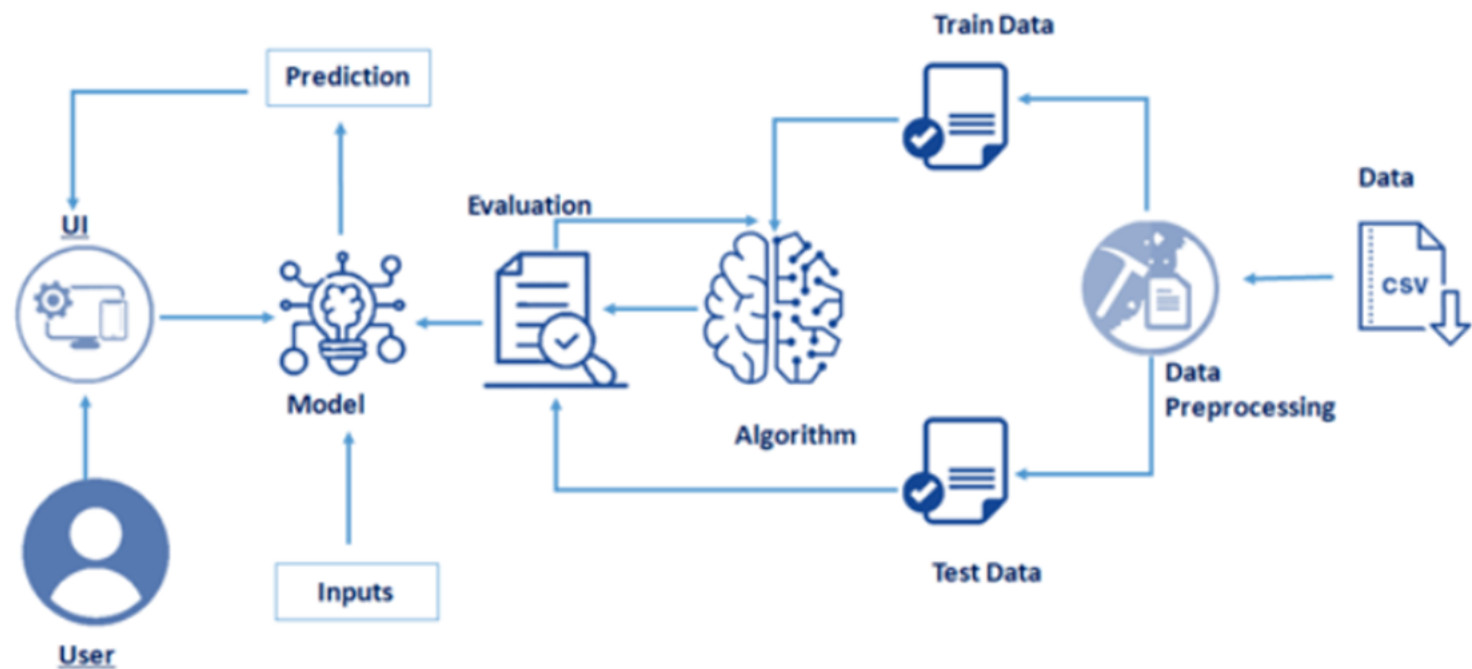 Train Data
Prediction
Data
Evaluation
UI
CSV
Data
Preprocessing
Model
Algorithm
Test Data
Inputs
User